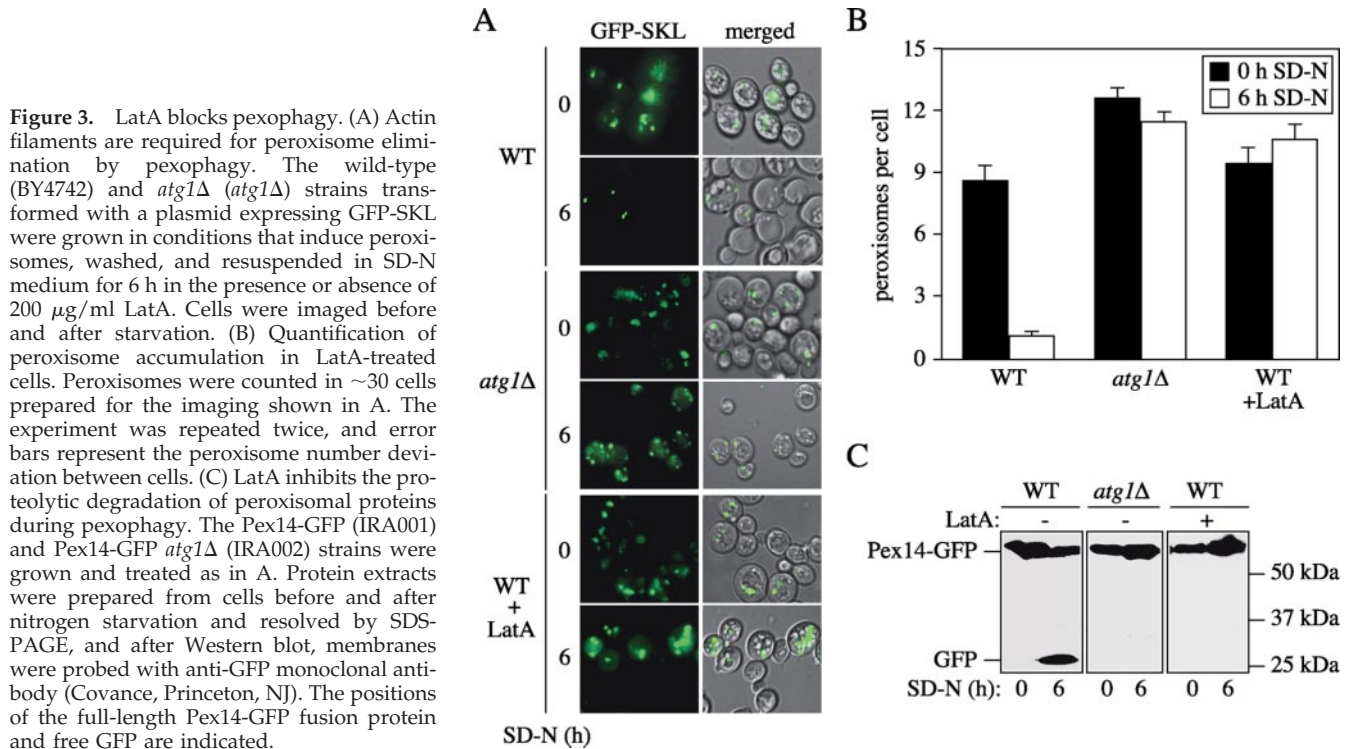 Figure 3. LatA blocks pexophagy. (A) Actin
filaments are required for peroxisome elimi-
nation by pexophagy. The wild-type
(BY4742) and atg1Δ (atg1Δ) strains trans-
formed with a plasmid expressing GFP-SKL
were grown in conditions that induce peroxi-
somes, washed, and resuspended in SD-N
medium for 6 h in the presence or absence of
200 μg/ml LatA. Cells were imaged before
and after starvation. (B) Quantification of
peroxisome accumulation in LatA-treated
cells. Peroxisomes were counted in ~30 cells
prepared for the imaging shown in A. The
experiment was repeated twice, and error
bars represent the peroxisome number devi-
ation between cells. (C) LatA inhibits the pro-
teolytic degradation of peroxisomal proteins
during pexophagy. The Pex14-GFP (IRA001)
and Pex14-GFP atg1Δ (IRA002) strains were
grown and treated as in A. Protein extracts
were prepared from cells before and after
nitrogen starvation and resolved by SDS-
PAGE, and after Western blot, membranes
were probed with anti-GFP monoclonal anti-
body (Covance, Princeton, NJ). The positions
of the full-length Pex14-GFP fusion protein
and free GFP are indicated.
A
GFP-SKL merged
0
WT
6
0
atg1Δ
6
0
WT
+
LatA
6
SD-N (h)
B
15
12
9
6
3
0
peroxisomes per cell
0 h SD-N
6 h SD-N
WT atg1Δ WT
+LatA
C
WT atg1Δ WT
LatA: - - +
Pex14-GFP
50 kDa
37 kDa
GFP
25 kDa
SD-N (h): 0 6 0 6 0 6